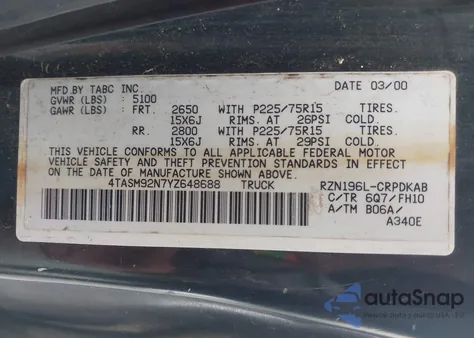 MFD.BY TABC INC. DATE 03/00
GVWR (LBS) : 5100
GAWR (LBS) : FRT. 2650 WITH P225/75R15 TIRES.
15X6J RIMS. AT 26PSI COLD.
RR. 2800 WITH P225/75R15 TIRES.
15X6J RIMS. AT 29PSI COLD.
THIS VEHICLE CONFORMS TO ALL APPLICABLE FEDERAL MOTOR
VEHICLE SAFETY AND THEFT PREVENTION STANDARDS IN EFFECT
ON THE DATE OF MANUFACTURE SHOWN ABOVE.
4TASM92N7YZ648688 TRUCK RZN196L-CRPDKAB
C/TR 6Q7/FH10
A/TM B06A/
A340E
autoSnap